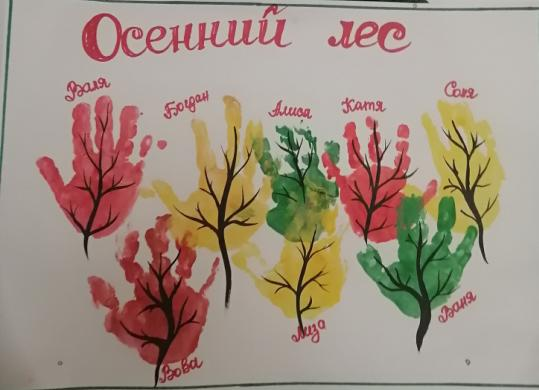 Осенний лес
Валя
Богдан
Алиса
Катя
Соня
Вова
Лиза
Ваня